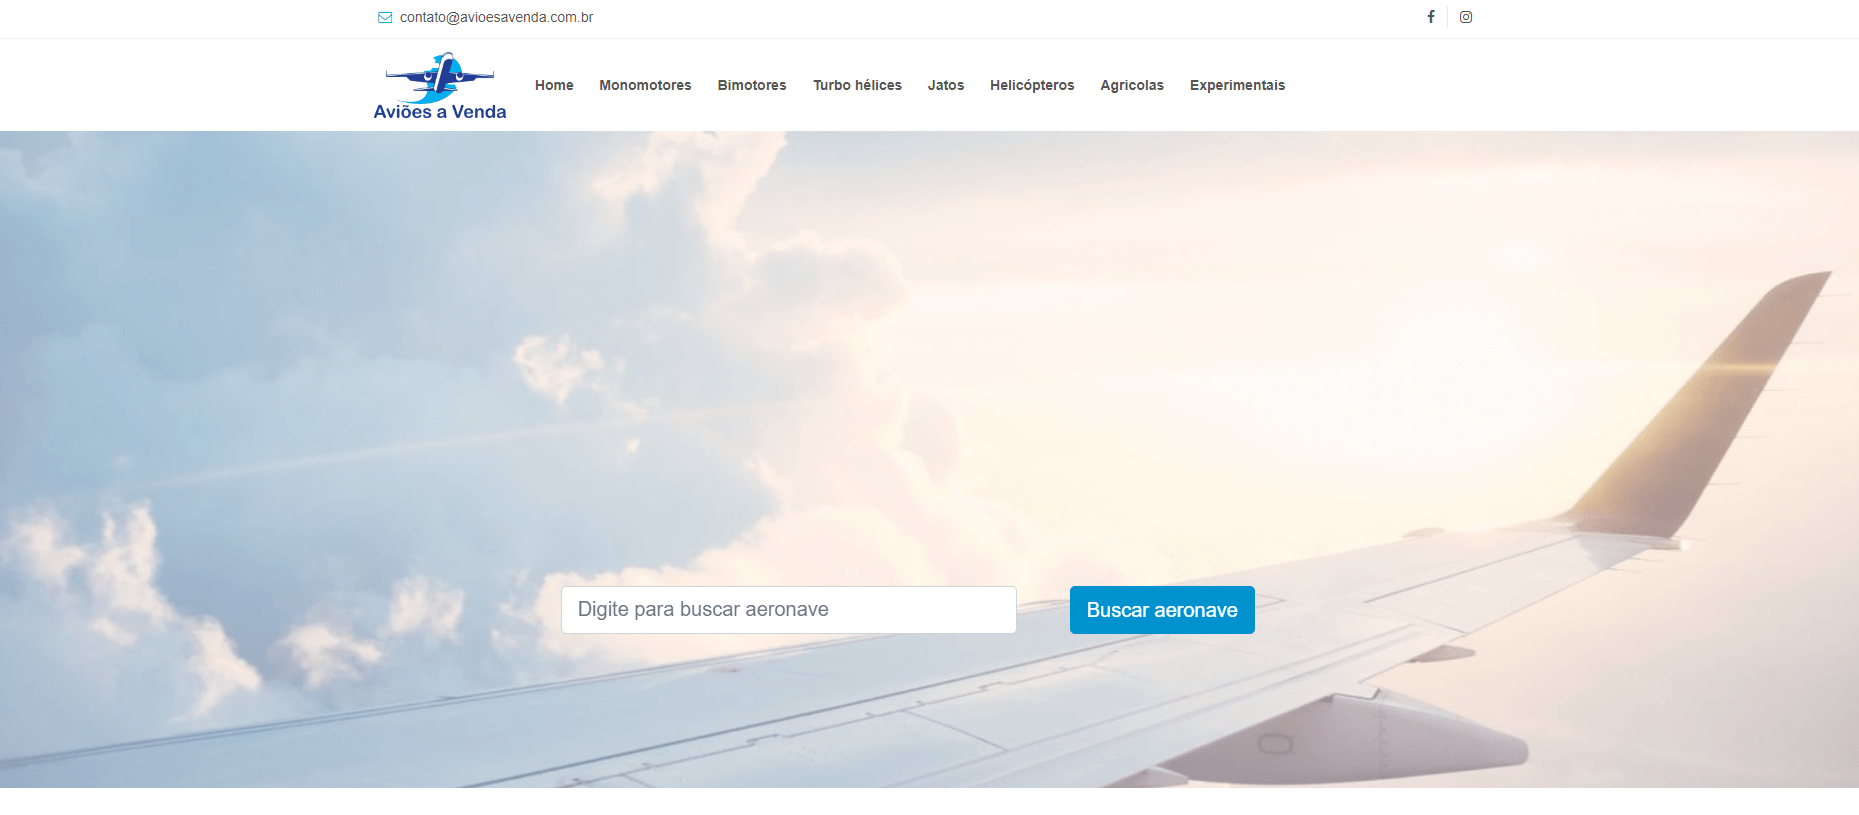 contato@avioesavenda.com.br
Aviões a Venda
Home Monomotores Bimotores Turbo hélices Jatos Helicópteros Agricolas Experimentais
Digite para buscar aeronave
Buscar aeronave